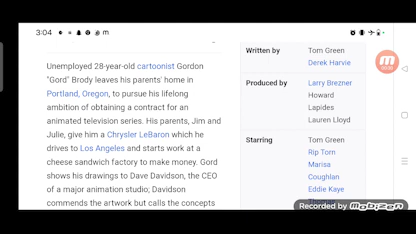 3:04
Unemployed 28-year-old cartoonist Gordon
"Gord" Brody leaves his parents' home in
Portland, Oregon, to pursue his lifelong
ambition of obtaining a contract for an
animated television series. His parents, Jim and
Julie, give him a Chrysler LeBaron which he
drives to Los Angeles and starts work at a
cheese sandwich factory to make money. Gord
shows his drawings to Dave Davidson, the CEO
of a major animation studio; Davidson
commends the artwork but calls the concepts
Written by Tom Green
Derek Harvie
Produced by Larry Brezner
Howard
Lapides
Lauren Lloyd
Starring Tom Green
Rip Torn
Marisa
Coughlan
Eddie Kaye
Recorded by Mobizen